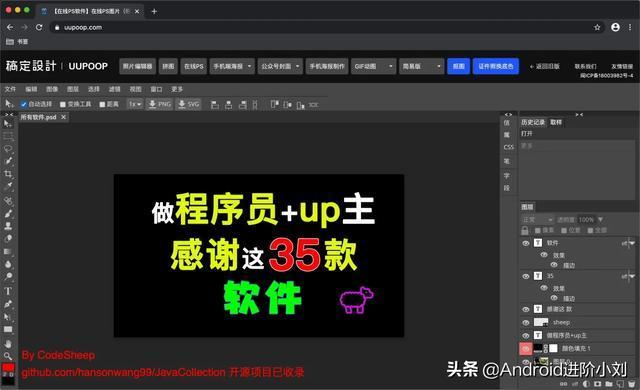 【在线PS软件】在线PS图片（
uupoop.com
书签
稿定設計 UUPOOP
照片编辑器 拼图 在线PS 手机端海报 公众号封面 手机海报制作 GIF动图 简易版 抠图 证件照换底色 返回旧版 联系我们 友情链接
闽ICP备18003982号-4
文件 编辑 图像 图层 选择 滤镜 视图 窗口 更多
自动选择 变换工具 距离 1x PNG SVG
所有软件.psd
历史记录 取样
打开
更多
信
属
CSS
笔
字
段
做程序员+up主
感谢这35款
软件
图层
正常 透明度: 100%
像素 位置 全部
T 软件 eff
效果
描边
T 35 eff
效果
描边
T 感谢这 款
sheep
T 做程序员+up主
颜色填充 1
By CodeSheep
github.com/hansonwang99/JavaCollection 开源项目已收录
头条 @Android进阶小刘